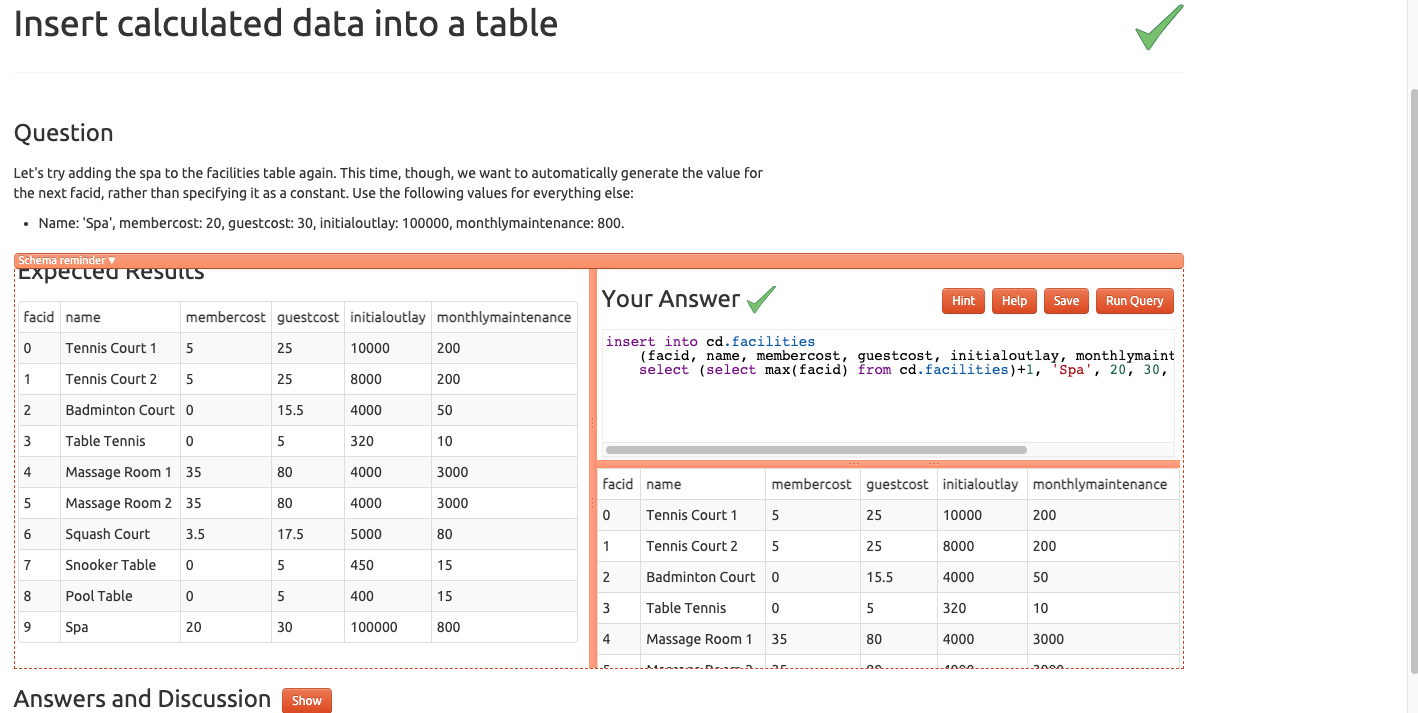 Insert calculated data into a table
Question
Let's try adding the spa to the facilities table again. This time, though, we want to automatically generate the value for
the next facid, rather than specifying it as a constant. Use the following values for everything else:
• Name: 'Spa', membercost: 20, guestcost: 30, initialoutlay: 100000, monthlymaintenance: 800.
Schema reminder ▼
Expected Results
facid name membercost guestcost initialoutlay monthlymaintenance
0 Tennis Court 1 5 25 10000 200
1 Tennis Court 2 5 25 8000 200
2 Badminton Court 0 15.5 4000 50
3 Table Tennis 0 5 320 10
4 Massage Room 1 35 80 4000 3000
5 Massage Room 2 35 80 4000 3000
6 Squash Court 3.5 17.5 5000 80
7 Snooker Table 0 5 450 15
8 Pool Table 0 5 400 15
9 Spa 20 30 100000 800
Your Answer
Hint Help Save Run Query
insert into cd.facilities
(facid, name, membercost, guestcost, initialoutlay, monthlymaint
select (select max(facid) from cd.facilities)+1, 'Spa', 20, 30,
facid name membercost guestcost initialoutlay monthlymaintenance
0 Tennis Court 1 5 25 10000 200
1 Tennis Court 2 5 25 8000 200
2 Badminton Court 0 15.5 4000 50
3 Table Tennis 0 5 320 10
4 Massage Room 1 35 80 4000 3000
5 Massage Room 2 35 80 4000 3000
Answers and Discussion Show